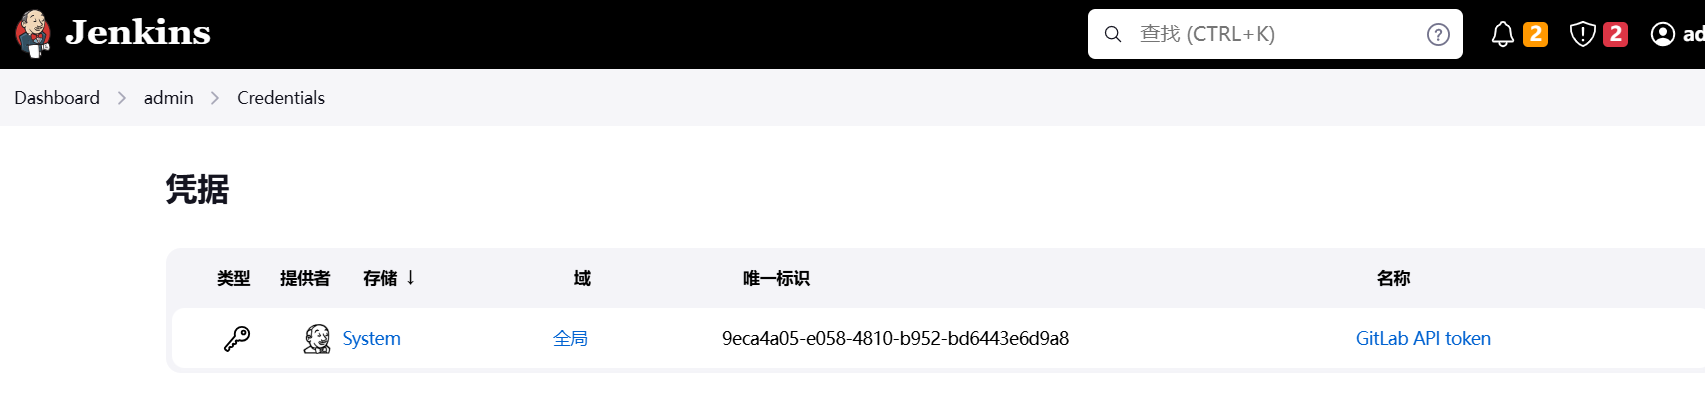 Jenkins 查找 (CTRL+K) ? 2 2 ad
Dashboard admin Credentials
凭据
类型 提供者 存储 ↓ 域 唯一标识 名称
System 全局 9eca4a05-e058-4810-b952-bd6443e6d9a8 GitLab API token